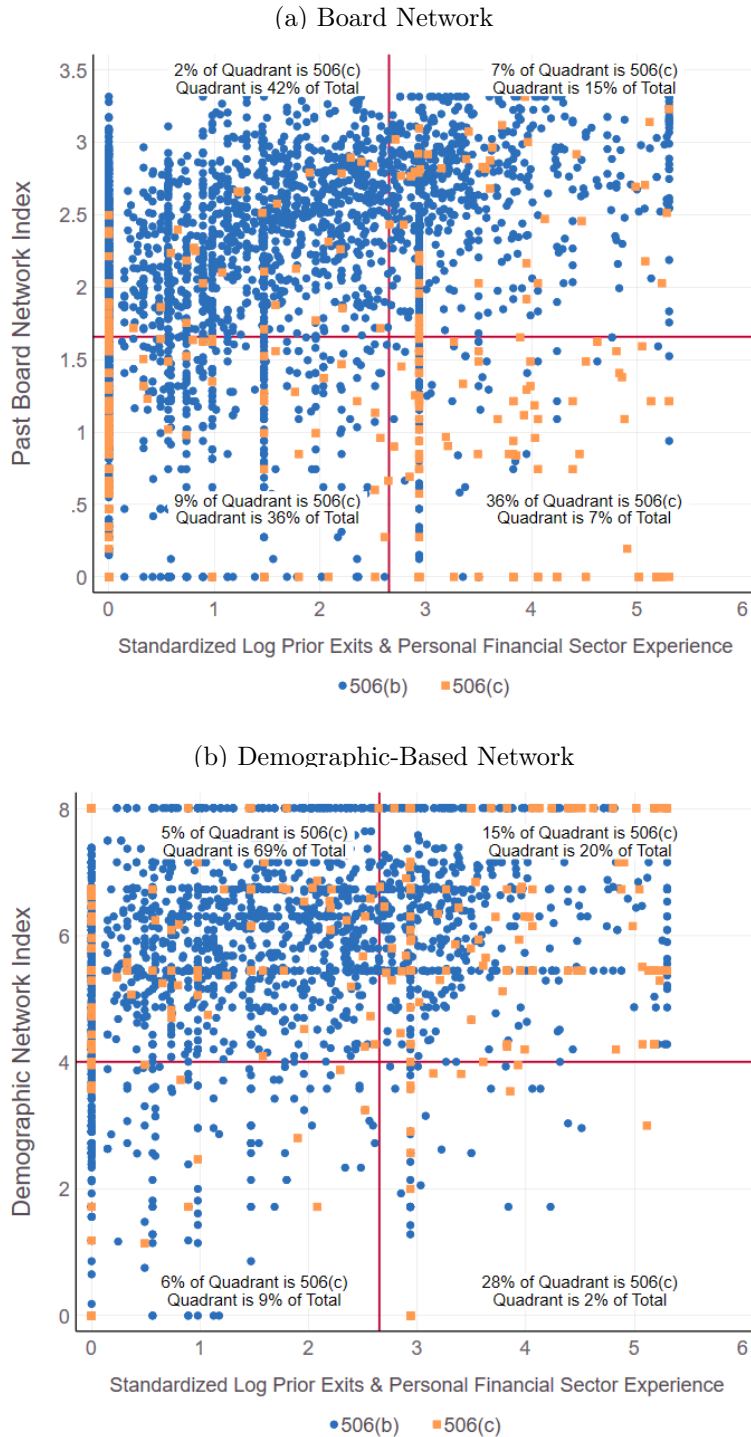 (a) Board Network
2% of Quadrant is 506(c)
Quadrant is 42% of Total
7% of Quadrant is 506(c)
Quadrant is 15% of Total
3.5
3
2.5
2
1.5
1
.5
0
Past Board Network Index
9% of Quadrant is 506(c)
Quadrant is 36% of Total
36% of Quadrant is 506(c)
Quadrant is 7% of Total
0 1 2 3 4 5 6
Standardized Log Prior Exits & Personal Financial Sector Experience
506(b) 506(c)
(b) Demographic-Based Network
5% of Quadrant is 506(c)
Quadrant is 69% of Total
15% of Quadrant is 506(c)
Quadrant is 20% of Total
8
6
4
2
0
Demographic Network Index
6% of Quadrant is 506(c)
Quadrant is 9% of Total
28% of Quadrant is 506(c)
Quadrant is 2% of Total
0 1 2 3 4 5 6
Standardized Log Prior Exits & Personal Financial Sector Experience
506(b) 506(c)